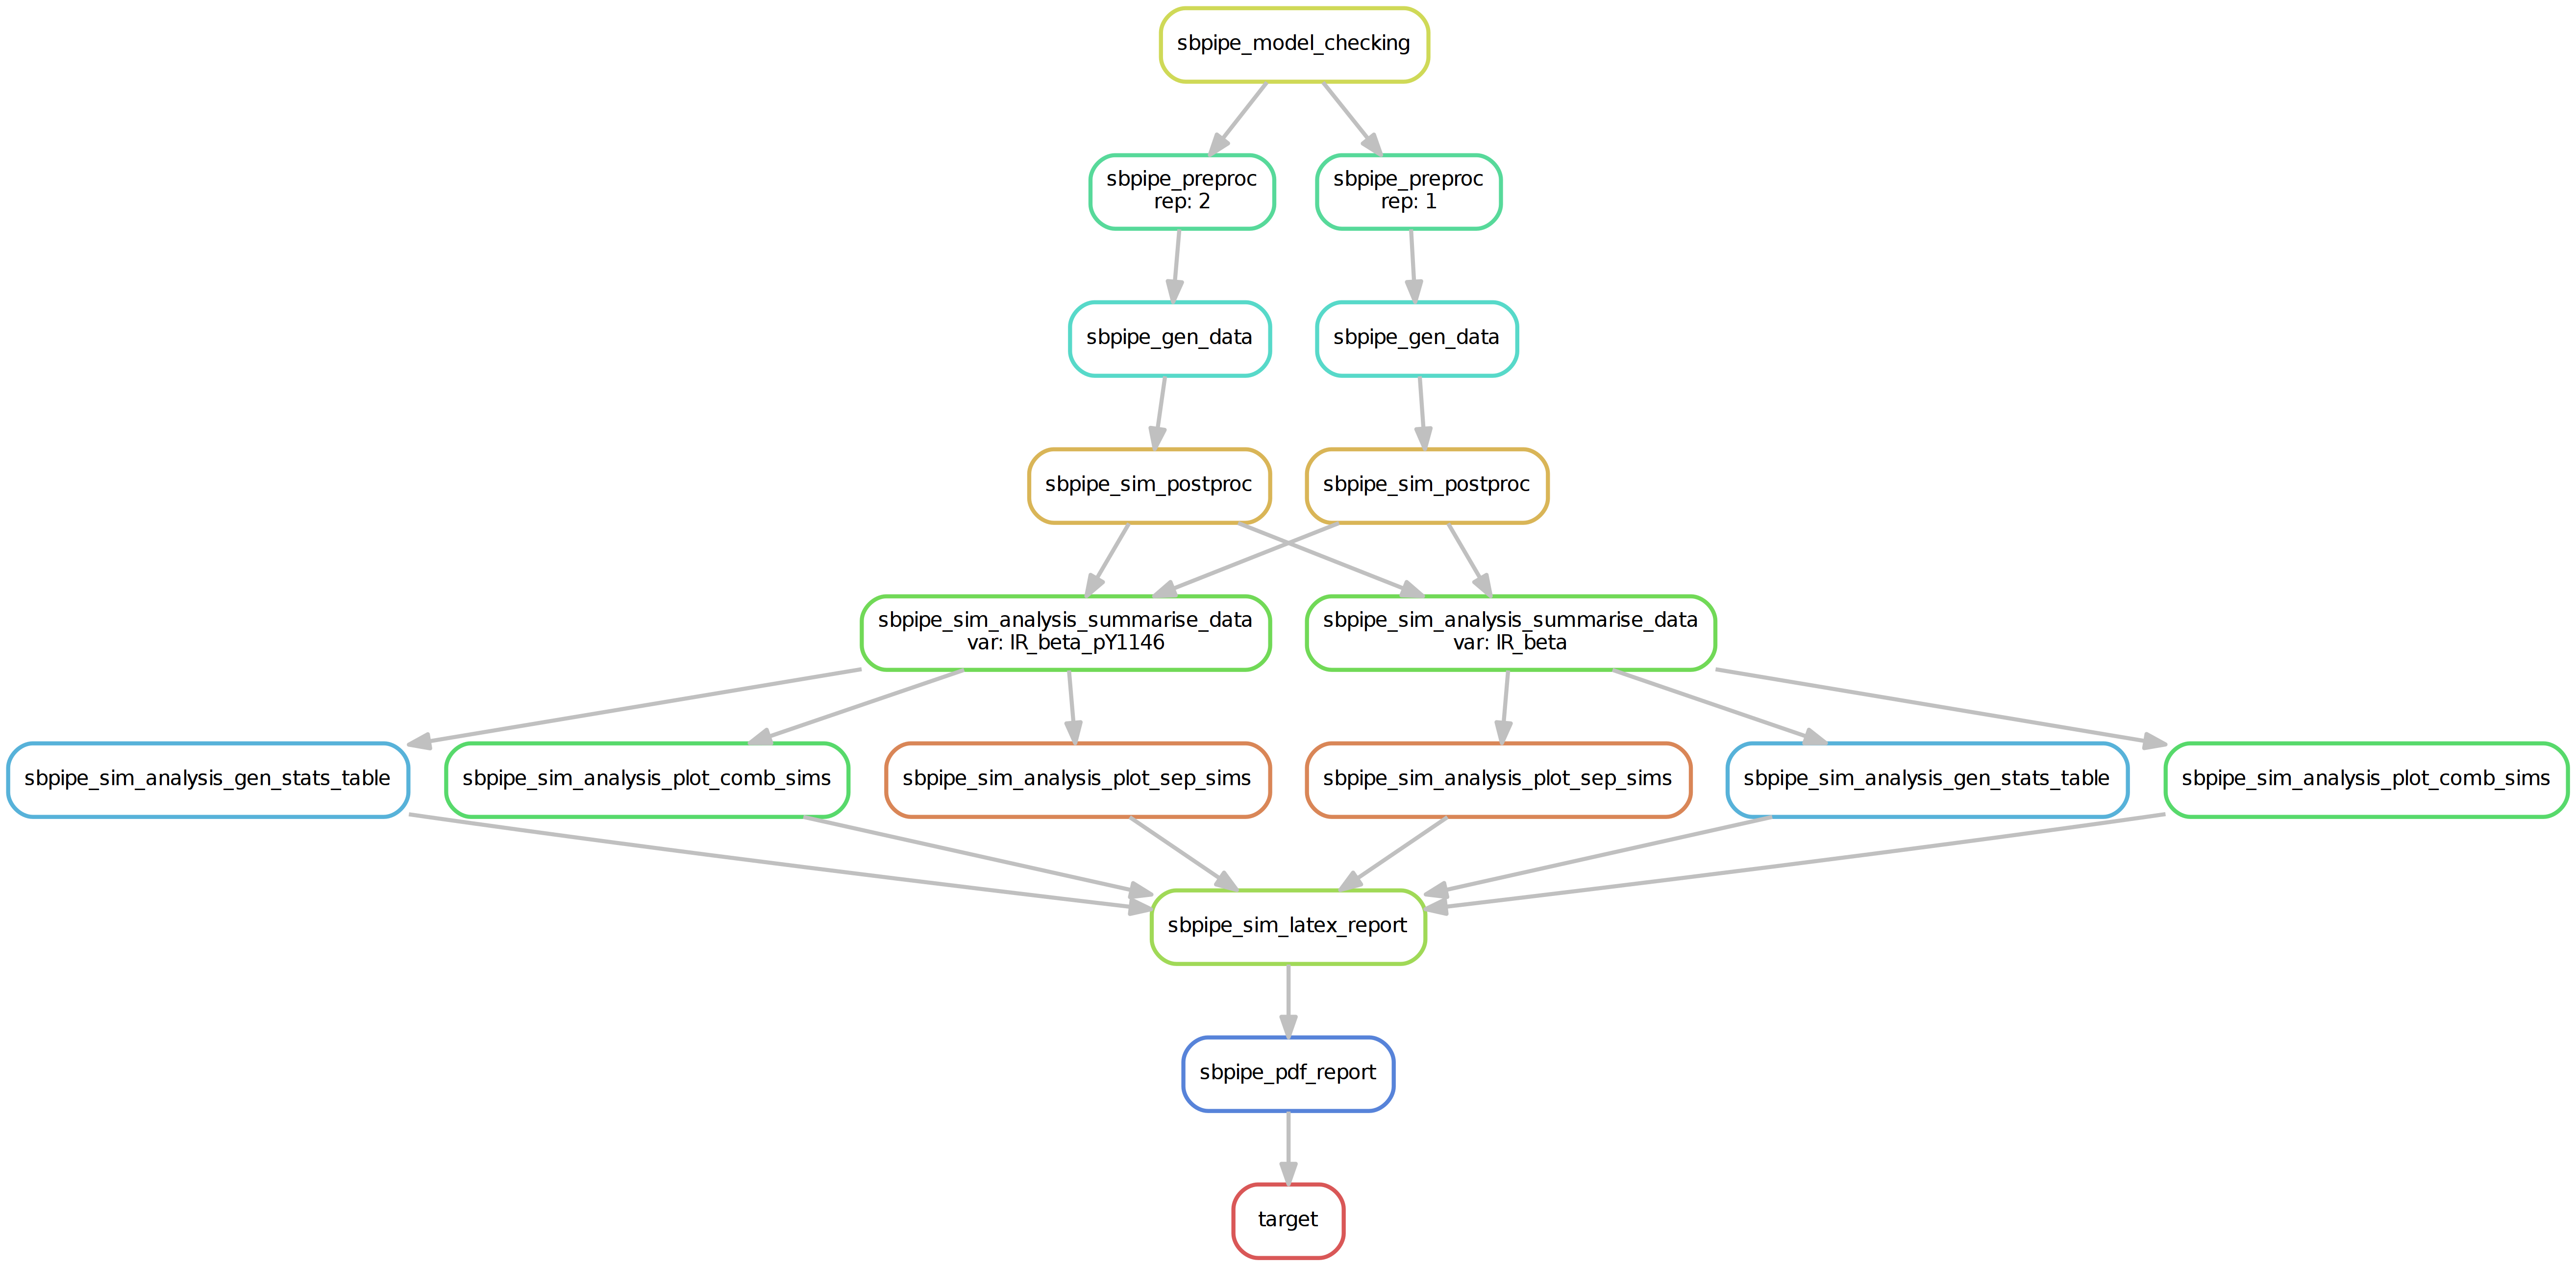 sbpipe_model_checking
sbpipe_preproc
rep: 2
sbpipe_preproc
rep: 1
sbpipe_gen_data
sbpipe_gen_data
sbpipe_sim_postproc
sbpipe_sim_postproc
sbpipe_sim_analysis_summarise_data
var: IR_beta_pY1146
sbpipe_sim_analysis_summarise_data
var: IR_beta
sbpipe_sim_analysis_gen_stats_table
sbpipe_sim_analysis_plot_comb_sims
sbpipe_sim_analysis_plot_sep_sims
sbpipe_sim_analysis_plot_sep_sims
sbpipe_sim_analysis_gen_stats_table
sbpipe_sim_analysis_plot_comb_sims
sbpipe_sim_latex_report
sbpipe_pdf_report
target